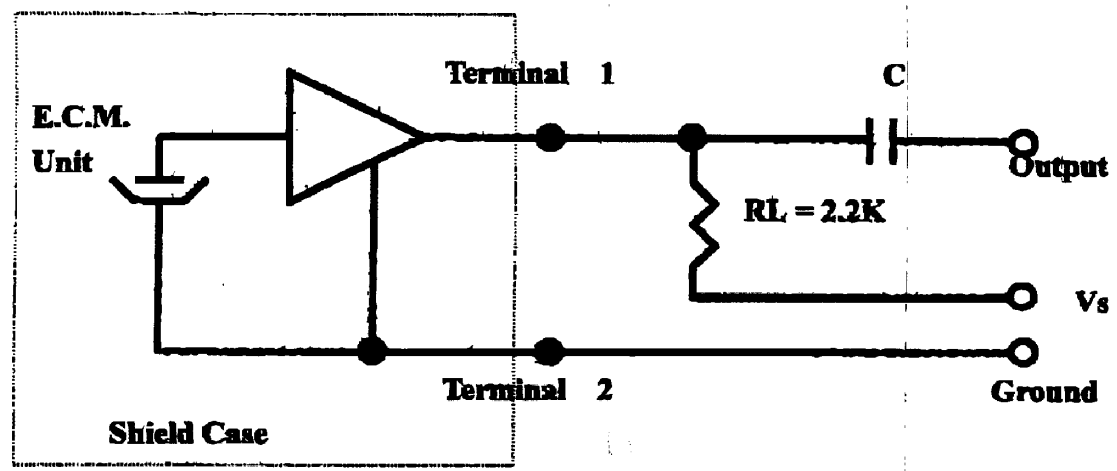 Terminal 1
C
E.C.M.
Unit
Output
RL = 2.2K
Vs
Terminal 2
Ground
Shield Case